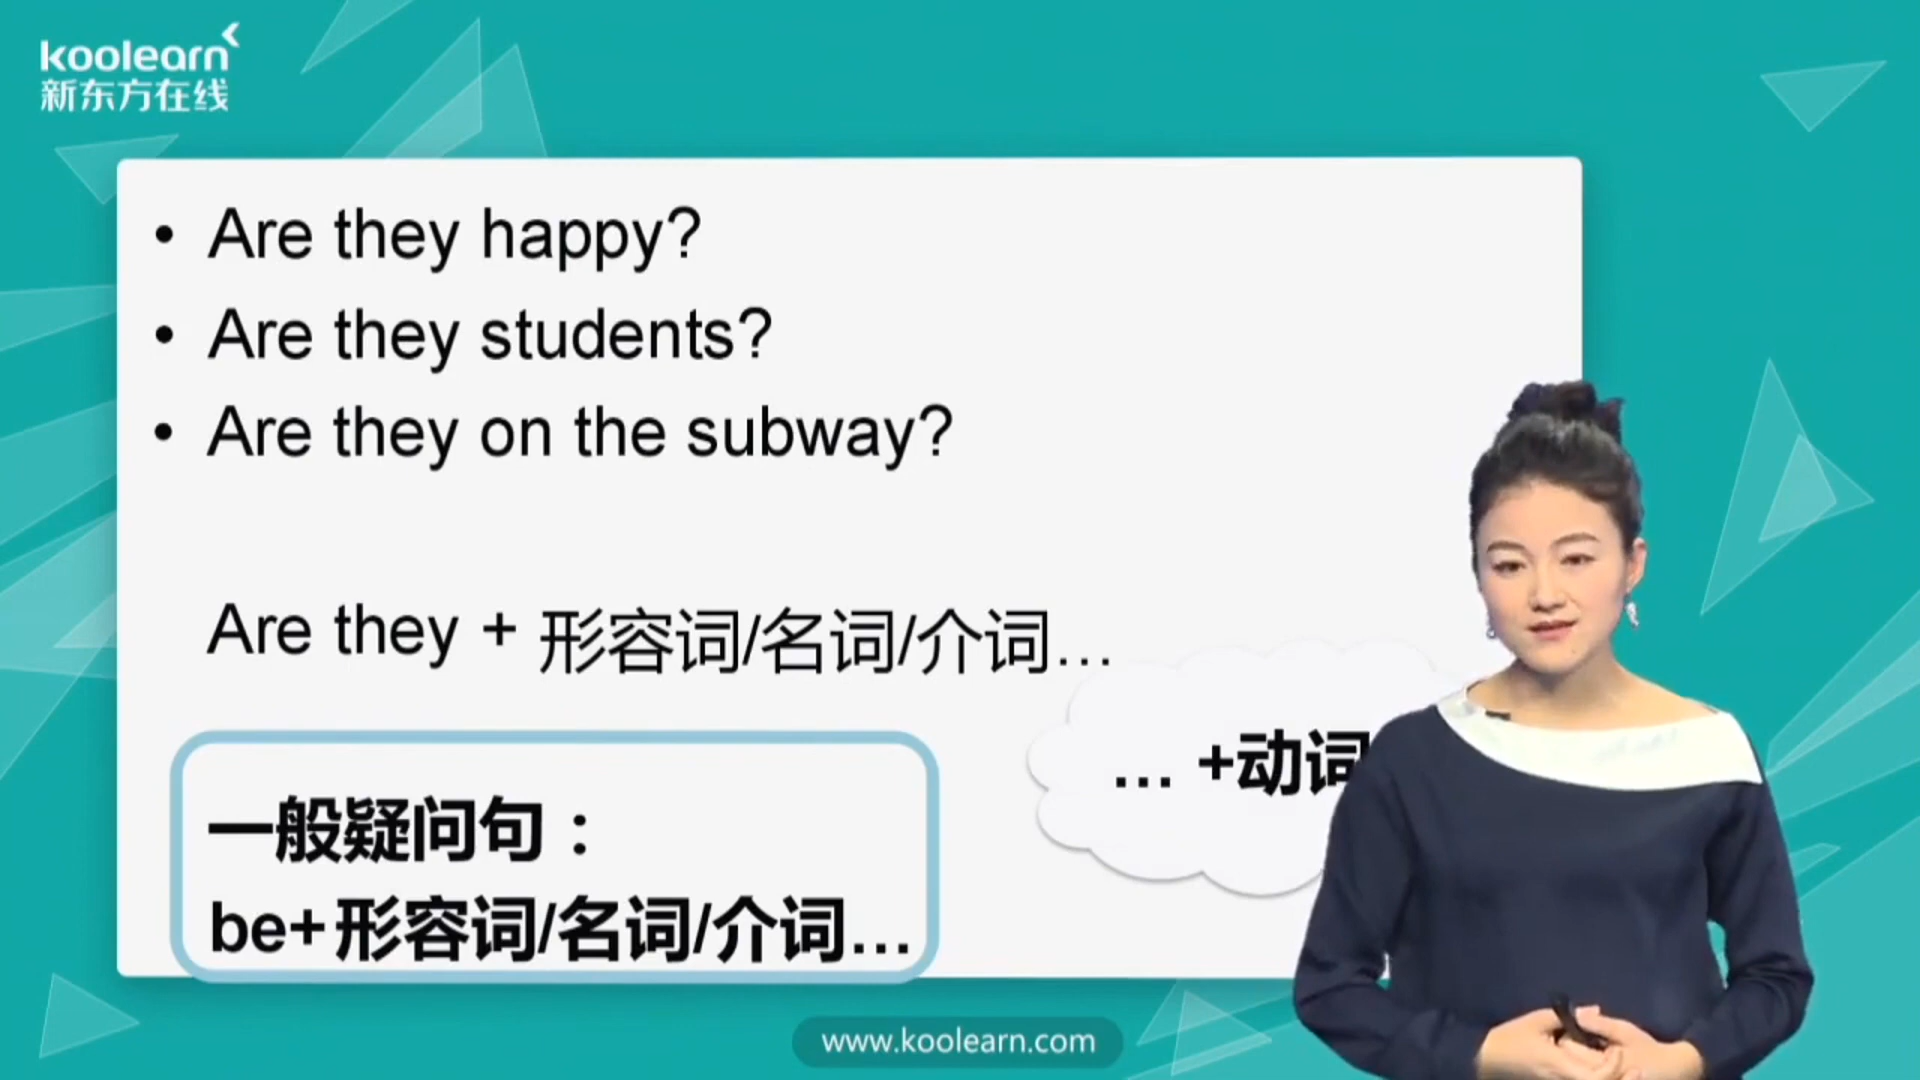 koolearn
新东方在线
• Are they happy?
• Are they students?
• Are they on the subway?
Are they + 形容词/名词/介词…
… +动词
一般疑问句：
be+形容词/名词/介词…
www.koolearn.com